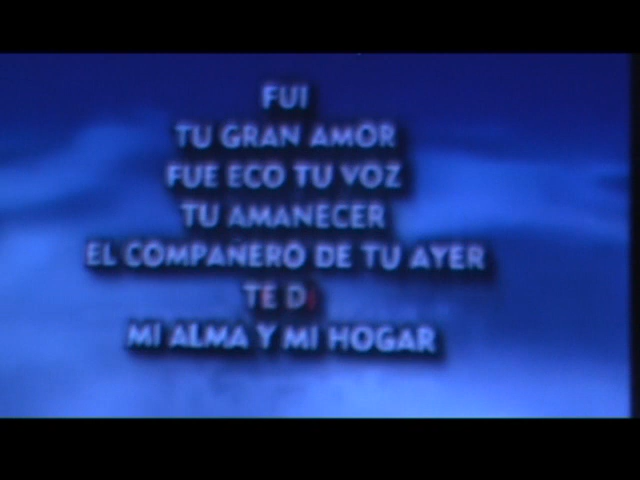 FUI
TU GRAN AMOR
FUE ECO TU VOZ
TU AMANECER
EL COMPAÑERO DE TU AYER
TE DI
MI ALMA Y MI HOGAR